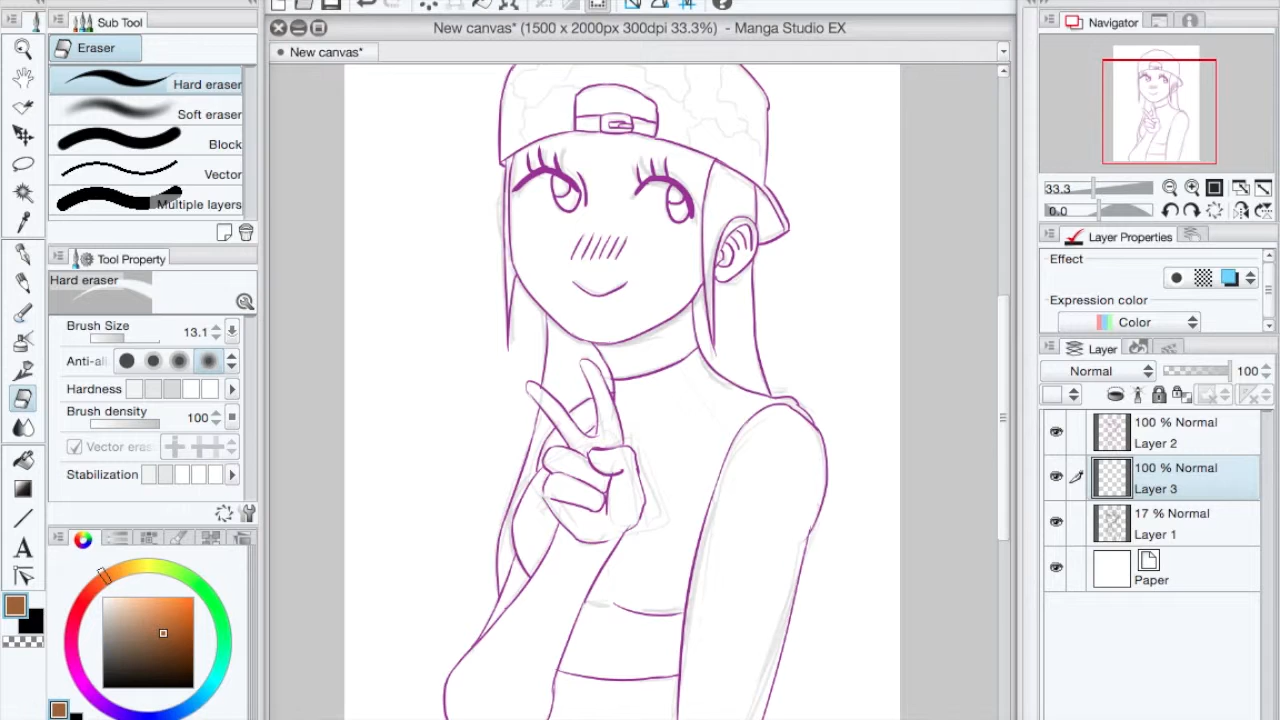 Sub Tool
Eraser
Hard eraser
Soft eraser
Block
Vector
Multiple layers
Tool Property
Hard eraser
Brush Size
13.1
Anti-ali
Hardness
Brush density
100
Vector eras
Stabilization
New canvas* (1500 x 2000px 300dpi 33.3%) - Manga Studio EX
New canvas*
Navigator
33.3
0.0
Layer Properties
Effect
Expression color
Color
Layer
Normal
100
100 % Normal
Layer 2
100 % Normal
Layer 3
17 % Normal
Layer 1
Paper